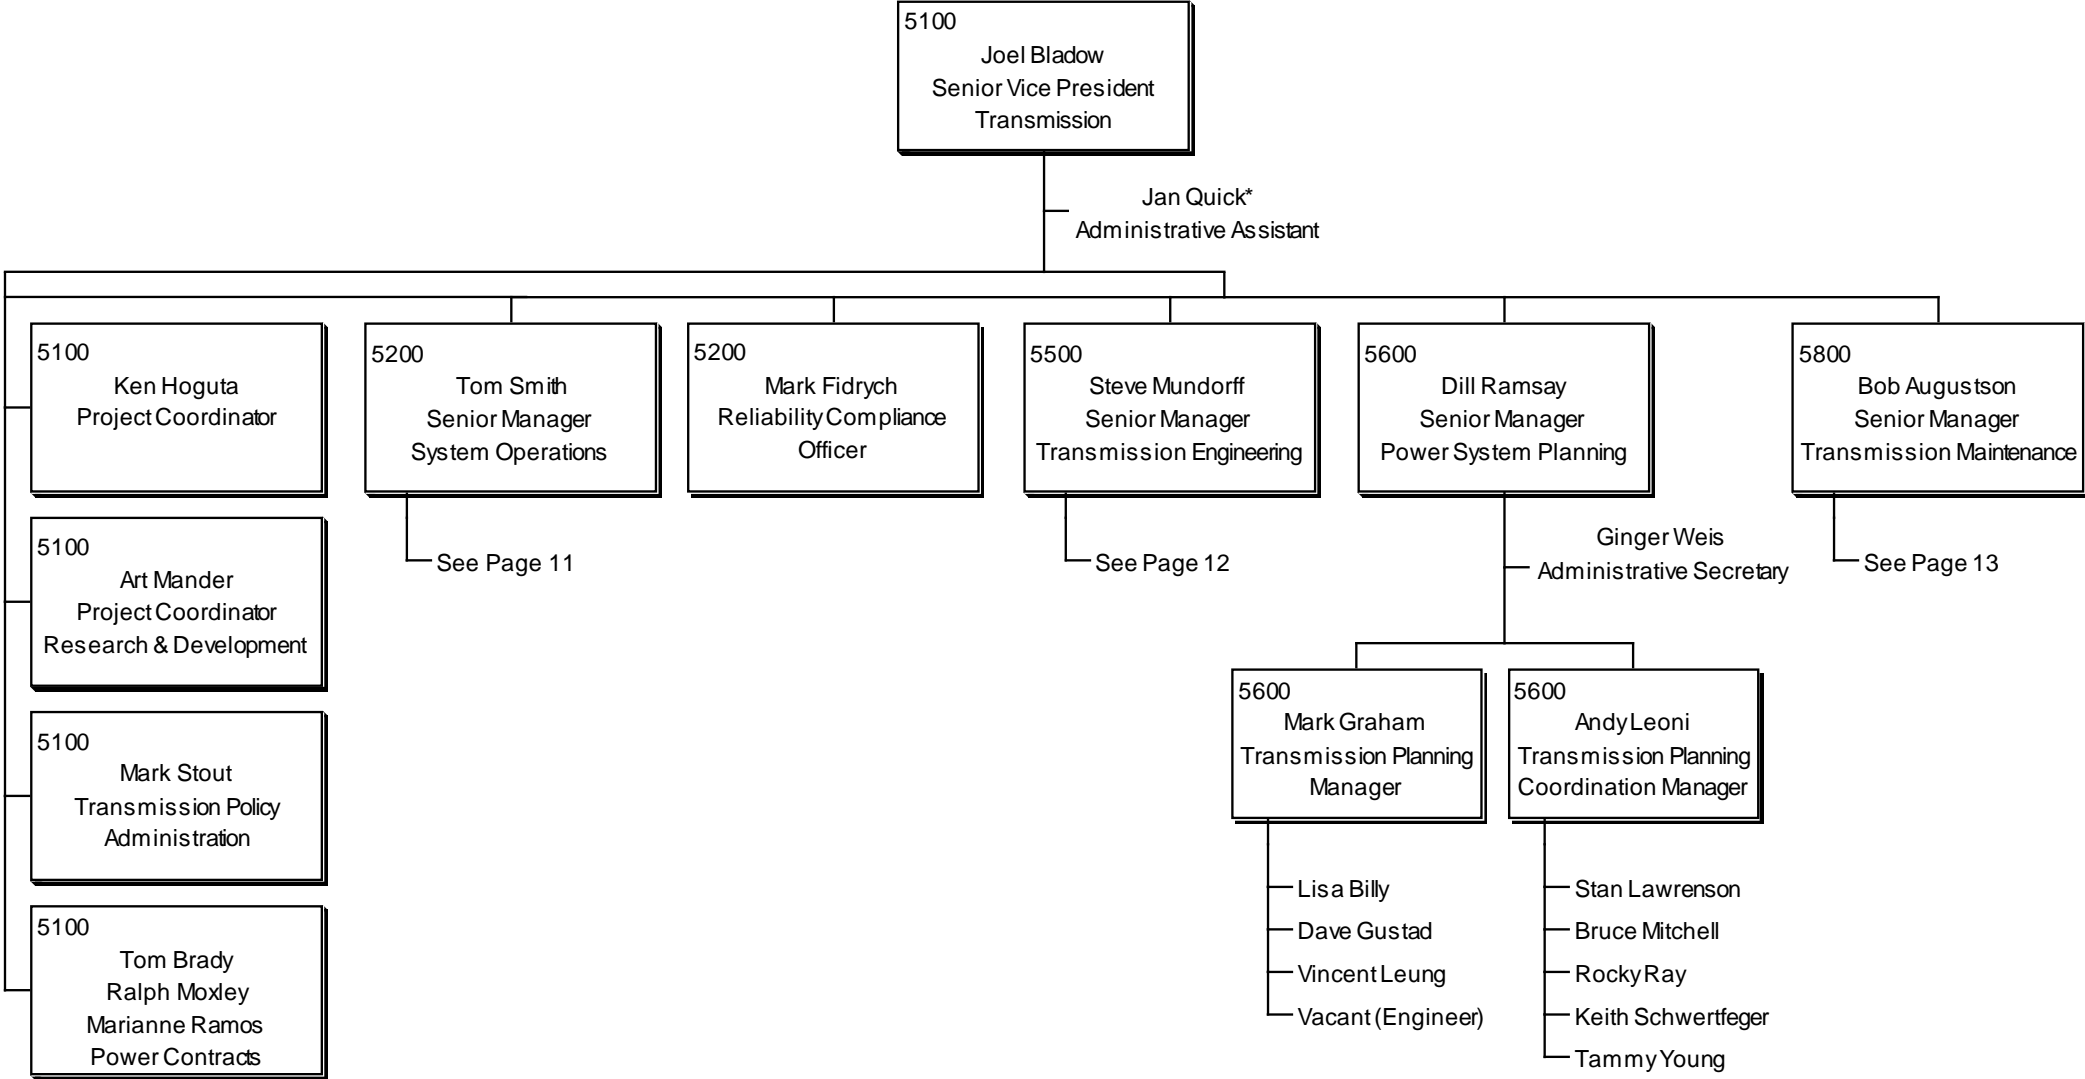 5100
Joel Bladow
Senior Vice President
Transmission
Jan Quick*
Administrative Assistant
5100
Ken Hoguta
Project Coordinator
5200
Tom Smith
Senior Manager
System Operations
See Page 11
5200
Mark Fidrych
Reliability Compliance
Officer
5500
Steve Mundorff
Senior Manager
Transmission Engineering
See Page 12
5600
Dill Ramsay
Senior Manager
Power System Planning
Ginger Weis
Administrative Secretary
5800
Bob Augustson
Senior Manager
Transmission Maintenance
See Page 13
5100
Art Mander
Project Coordinator
Research & Development
5100
Mark Stout
Transmission Policy
Administration
5100
Tom Brady
Ralph Moxley
Marianne Ramos
Power Contracts
5600
Mark Graham
Transmission Planning
Manager
Lisa Billy
Dave Gustad
Vincent Leung
Vacant (Engineer)
5600
Andy Leoni
Transmission Planning
Coordination Manager
Stan Lawrenson
Bruce Mitchell
Rocky Ray
Keith Schwertfeger
Tammy Young